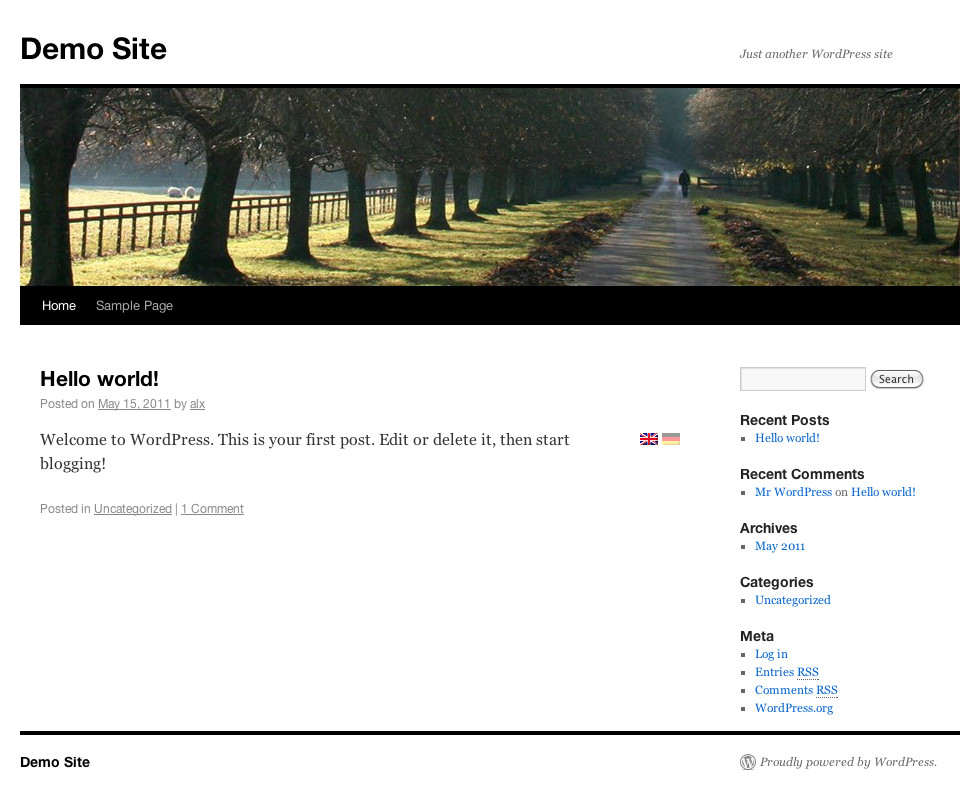 Demo Site
Just another WordPress site
Home Sample Page
Hello world!
Posted on May 15, 2011 by alx
Welcome to WordPress. This is your first post. Edit or delete it, then start
blogging!
Posted in Uncategorized | 1 Comment
Search
Recent Posts
Hello world!
Recent Comments
Mr WordPress on Hello world!
Archives
May 2011
Categories
Uncategorized
Meta
Log in
Entries RSS
Comments RSS
WordPress.org
Demo Site
Proudly powered by WordPress.